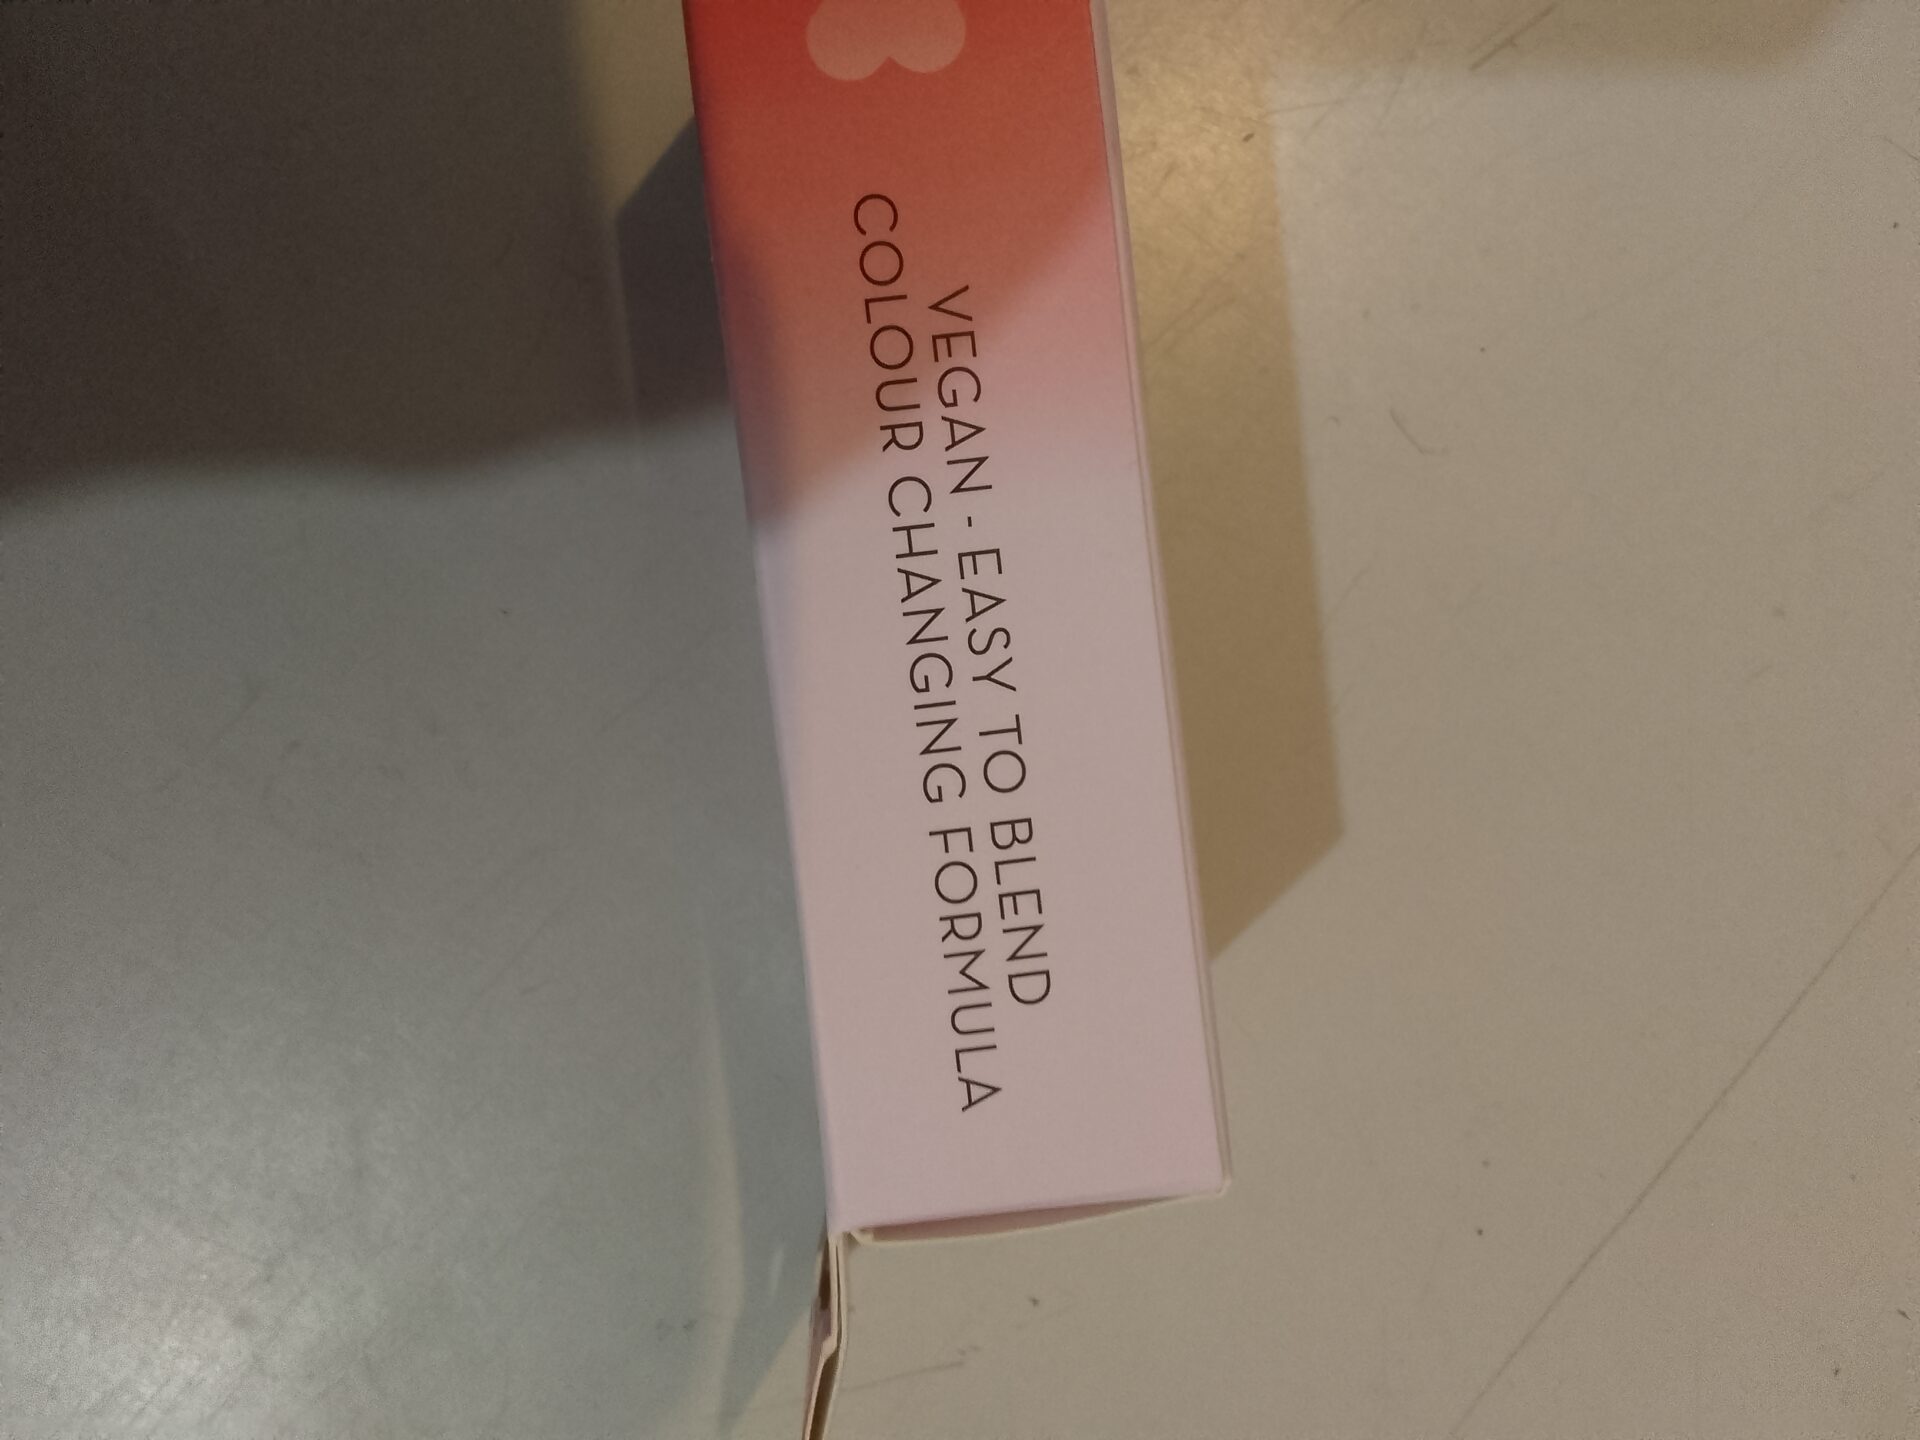 VEGAN - EASY TO BLEND
COLOUR CHANGING FORMULA